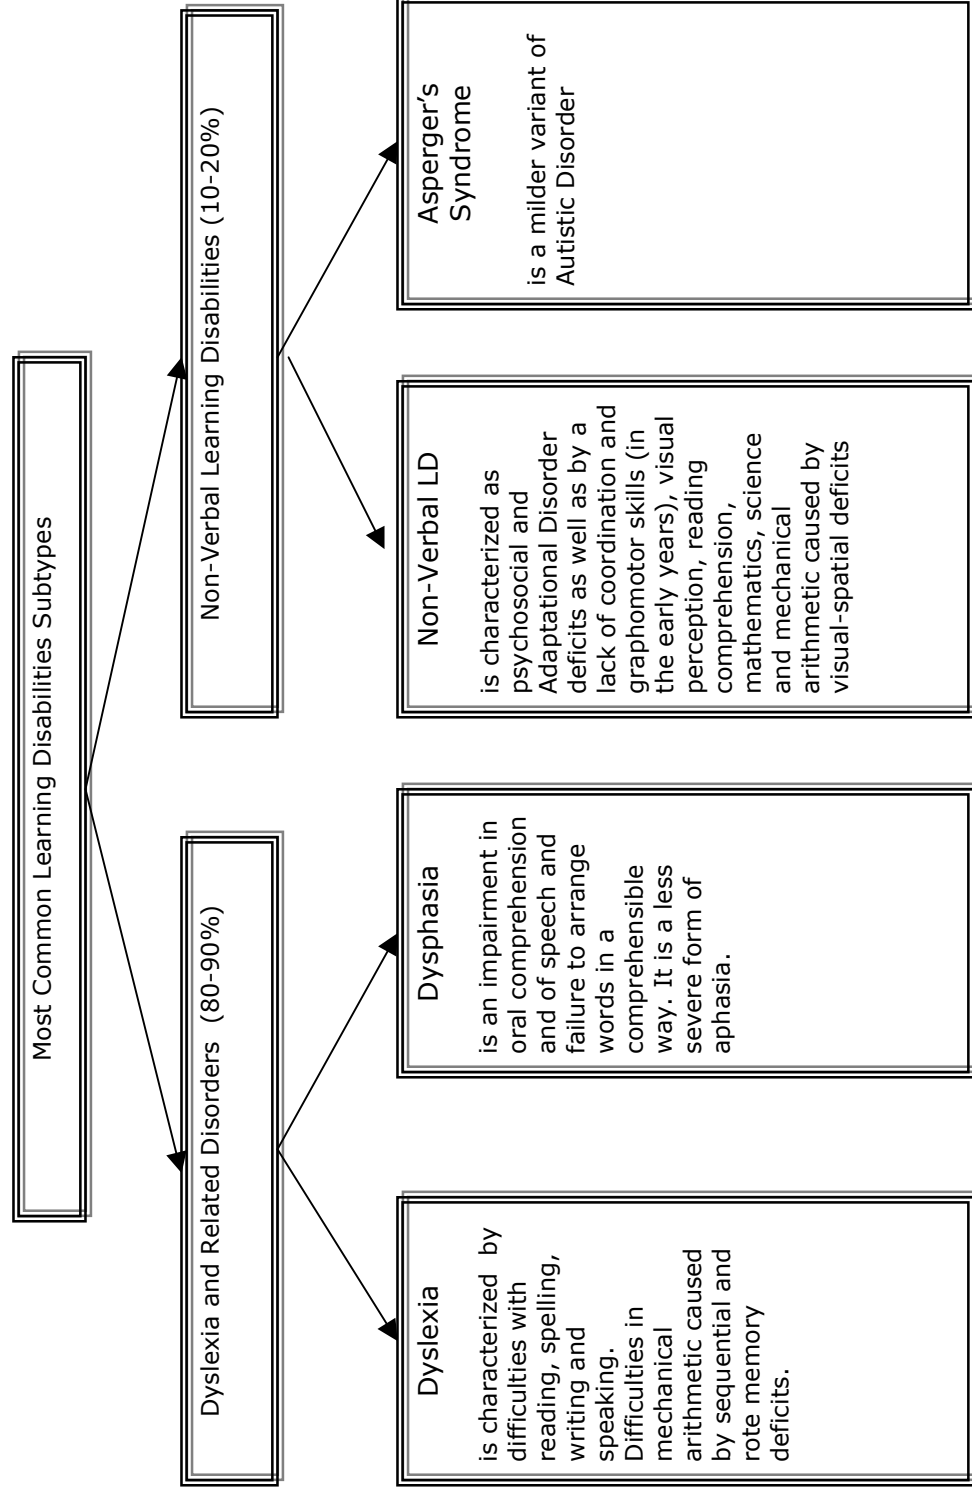 Most Common Learning Disabilities Subtypes
Dyslexia and Related Disorders  (80-90%)
Non-Verbal Learning Disabilities (10-20%)
Dyslexia
is characterized  by
difficulties with
reading, spelling,
writing and
speaking.
Difficulties in
mechanical
arithmetic caused
by sequential and
rote memory
deficits.
Dysphasia
is an impairment in
oral comprehension
and of speech and
failure to arrange
words in a
comprehensible
way. It is a less
severe form of
aphasia.
Non-Verbal LD
is characterized as
psychosocial and
Adaptational Disorder
deficits as well as by a
lack of coordination and
graphomotor skills (in
the early years), visual
perception, reading
comprehension,
mathematics, science
and mechanical
arithmetic caused by
visual-spatial deficits
Asperger’s
Syndrome
is a milder variant of
Autistic Disorder